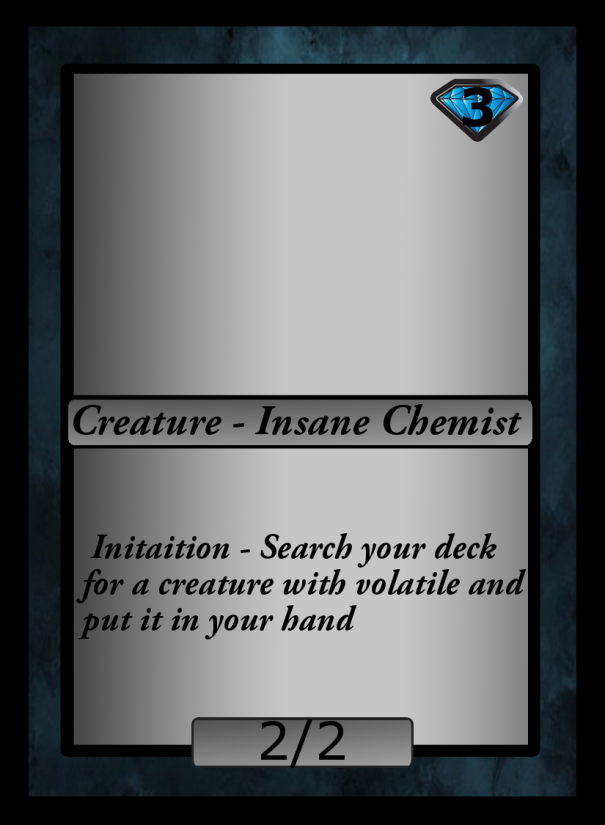 3
Creature - Insane Chemist
Initaition - Search your deck
for a creature with volatile and
put it in your hand
2/2